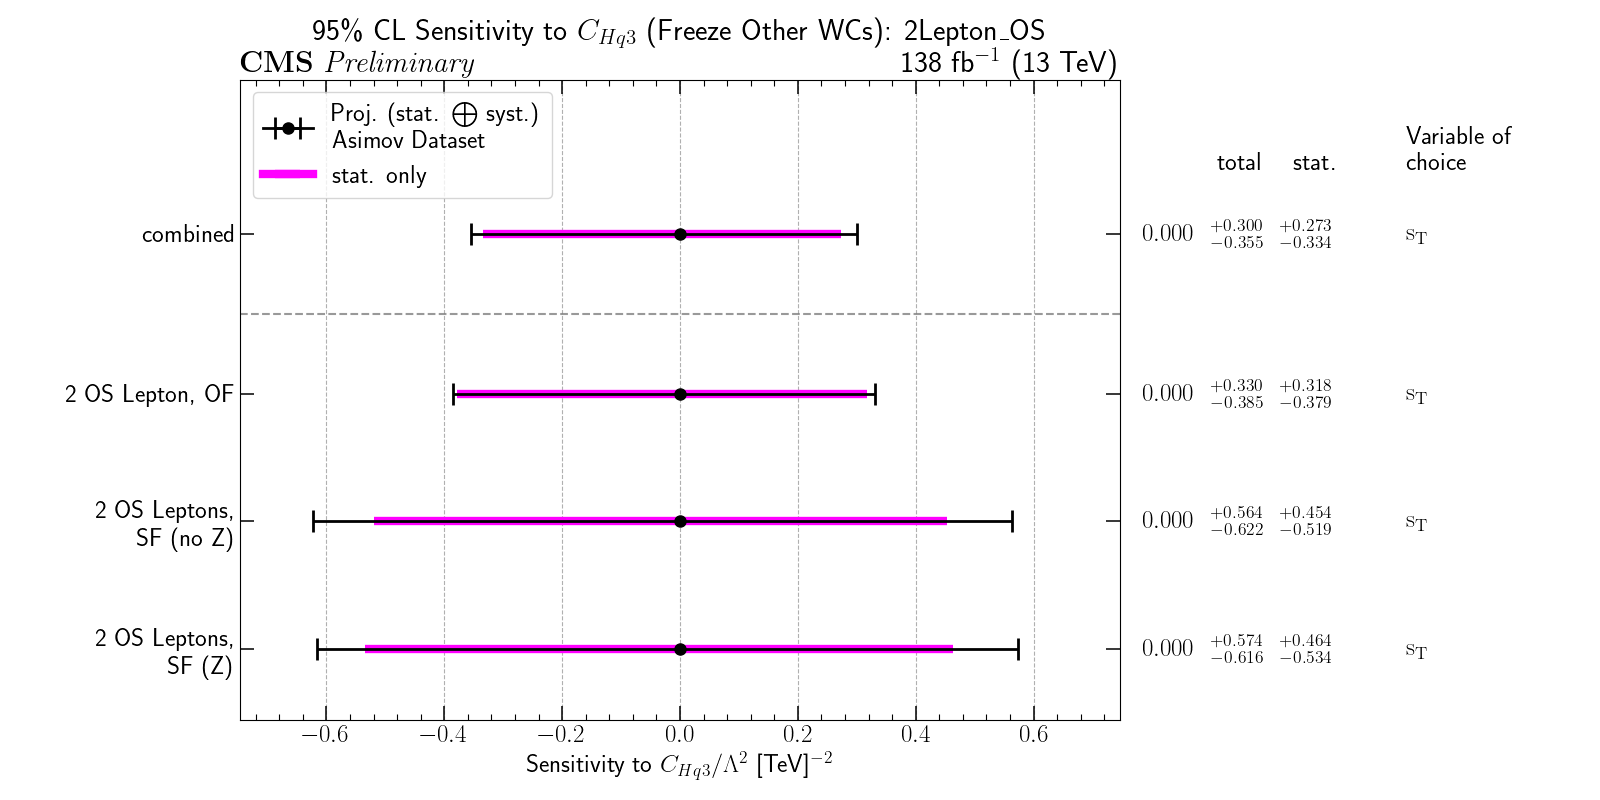 95% CL Sensitivity to C_{Hq3} (Freeze Other WCs): 2Lepton_OS
CMS Preliminary 138 fb^{−1} (13 TeV)
Proj. (stat. ⨁ syst.)
Asimov Dataset
stat. only
Variable of
choice
total stat.
combined 0.000 +0.300 −0.355 +0.273 −0.334 s_T
2 OS Lepton, OF 0.000 +0.330 −0.385 +0.318 −0.379 s_T
2 OS Leptons,
SF (no Z) 0.000 +0.564 −0.622 +0.454 −0.519 s_T
2 OS Leptons,
SF (Z) 0.000 +0.574 −0.616 +0.464 −0.534 s_T
−0.6 −0.4 −0.2 0.0 0.2 0.4 0.6
Sensitivity to C_{Hq3}/Λ^2 [TeV]^{−2}